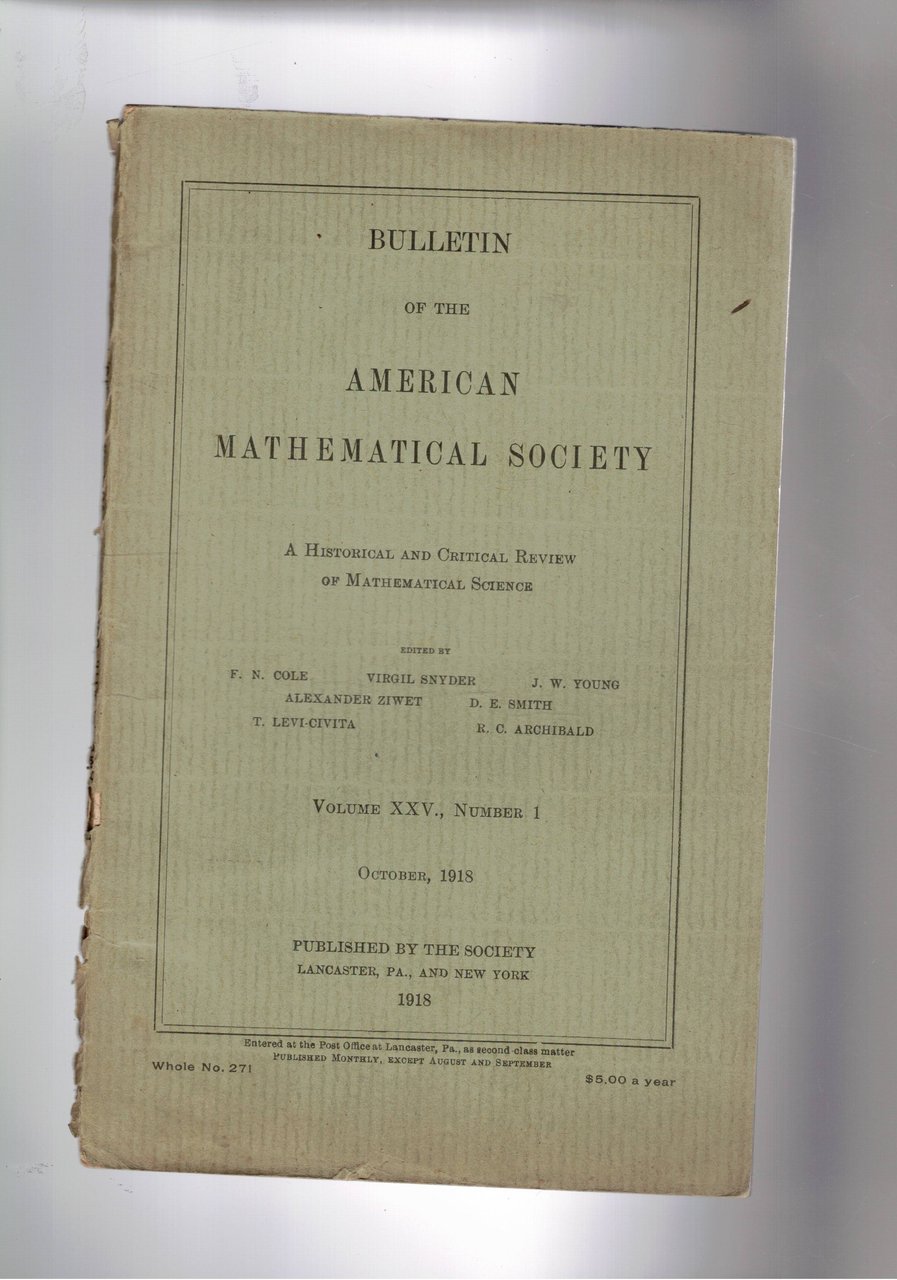 BULLETIN
OF THE
AMERICAN
MATHEMATICAL SOCIETY
A HISTORICAL AND CRITICAL REVIEW
OF MATHEMATICAL SCIENCE
EDITED BY
F. N. COLE VIRGIL SNYDER J. W. YOUNG
ALEXANDER ZIWET D. E. SMITH
T. LEVI-CIVITA R. C. ARCHIBALD
VOLUME XXV., NUMBER 1
OCTOBER, 1918
PUBLISHED BY THE SOCIETY
LANCASTER, PA., AND NEW YORK
1918
Entered at the Post Office at Lancaster, Pa., as second-class matter
PUBLISHED MONTHLY, EXCEPT AUGUST AND SEPTEMBER
Whole No. 271 $5.00 a year